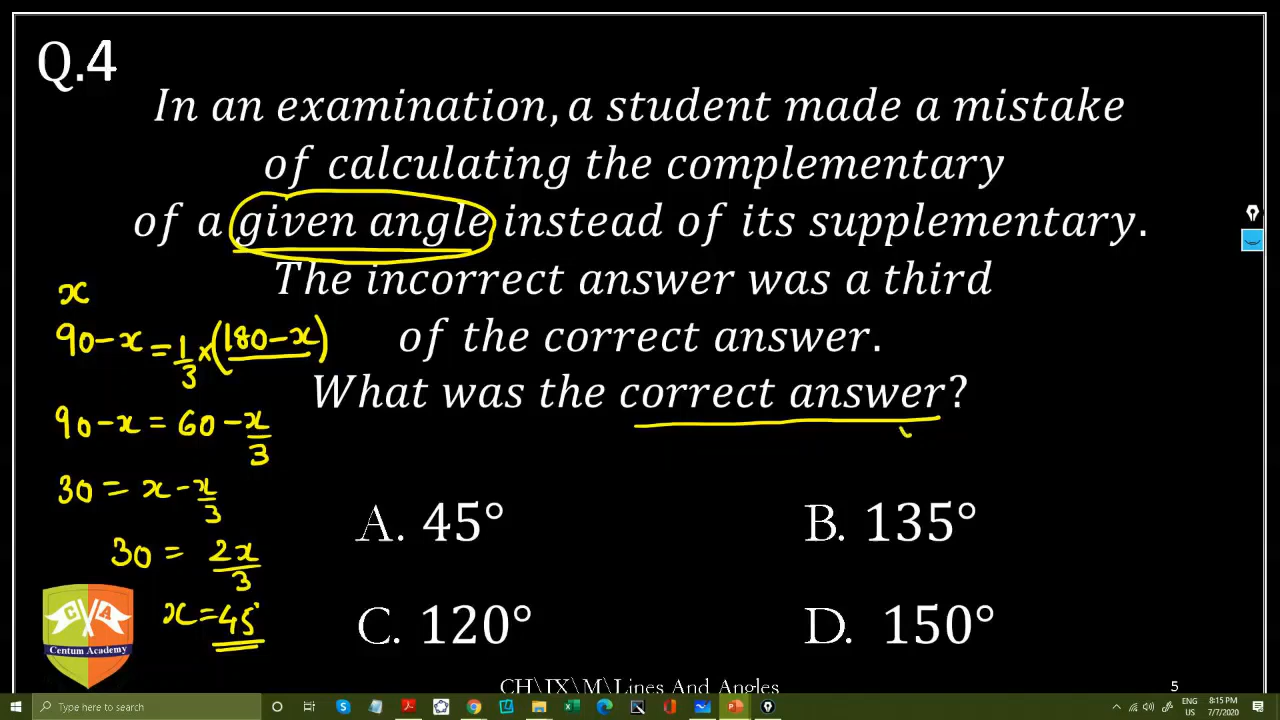 Q.4
In an examination, a student made a mistake
of calculating the complementary
of a given angle instead of its supplementary.
The incorrect answer was a third
of the correct answer.
What was the correct answer?
x
90-x = 1/3 × (180-x)
90-x = 60 - x/3
30 = x - x/3
30 = 2x/3
x = 45°
A. 45°
B. 135°
C. 120°
D. 150°
C A
Centum Academy
CH\IX\M\Lines And Angles
5
Type here to search
ENG
US
8:15 PM
7/7/2020